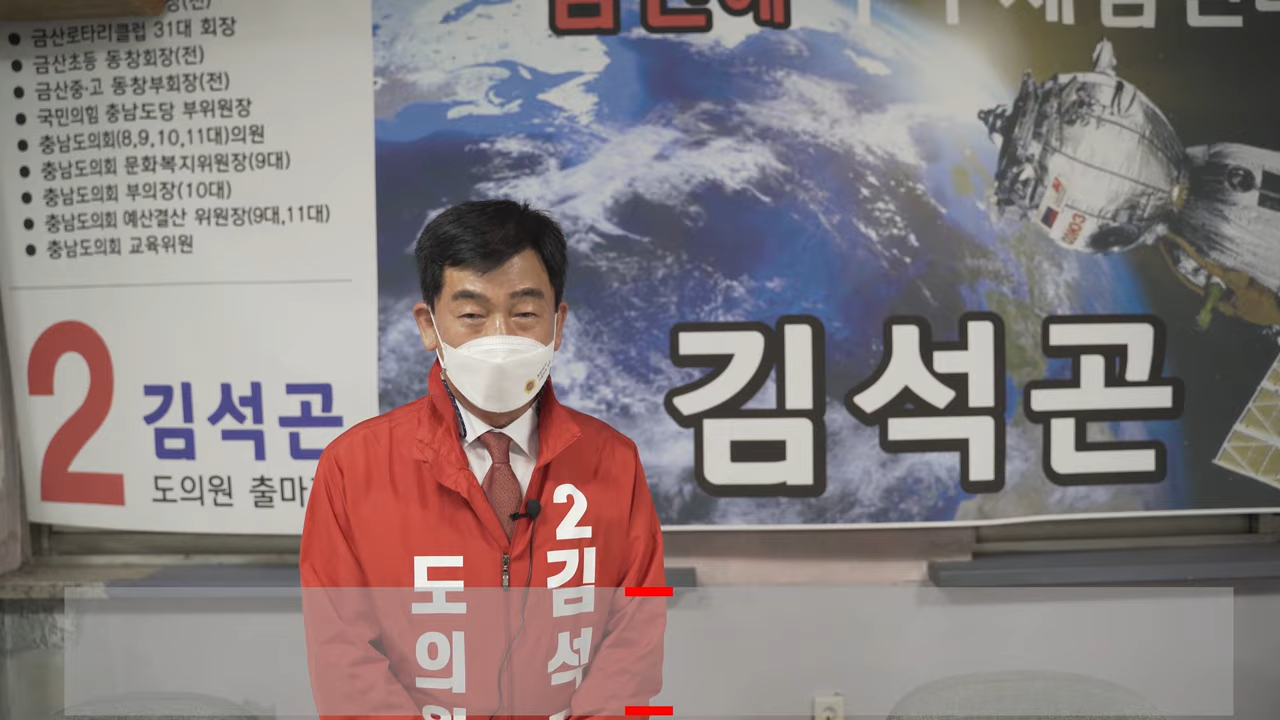 금산로타리클럽 31대 회장
금산초등 동창회장(전)
금산중·고 동창부회장(전)
국민의힘 충남도당 부위원장
충남도의회(8,9,10,11대)의원
충남도의회 문화복지위원장(9대)
충남도의회 부의장(10대)
충남도의회 예산결산 위원장(9대,11대)
충남도의회 교육위원
2
김석곤
도의원
김석곤
2김석
도의원